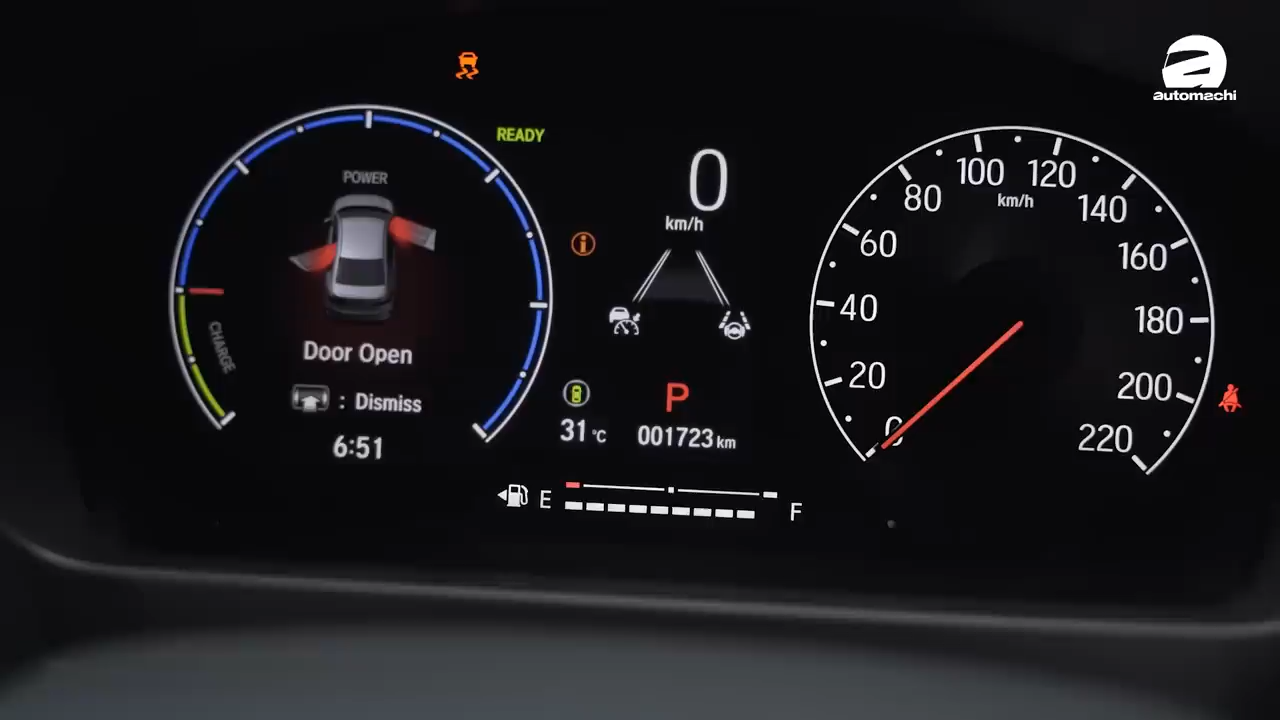 automachi
READY
POWER
CHARGE
Door Open
: Dismiss
6:51
0
km/h
P
31 °C
001723 km
E
F
0
20
40
60
80
100
120
140
160
180
200
220
km/h